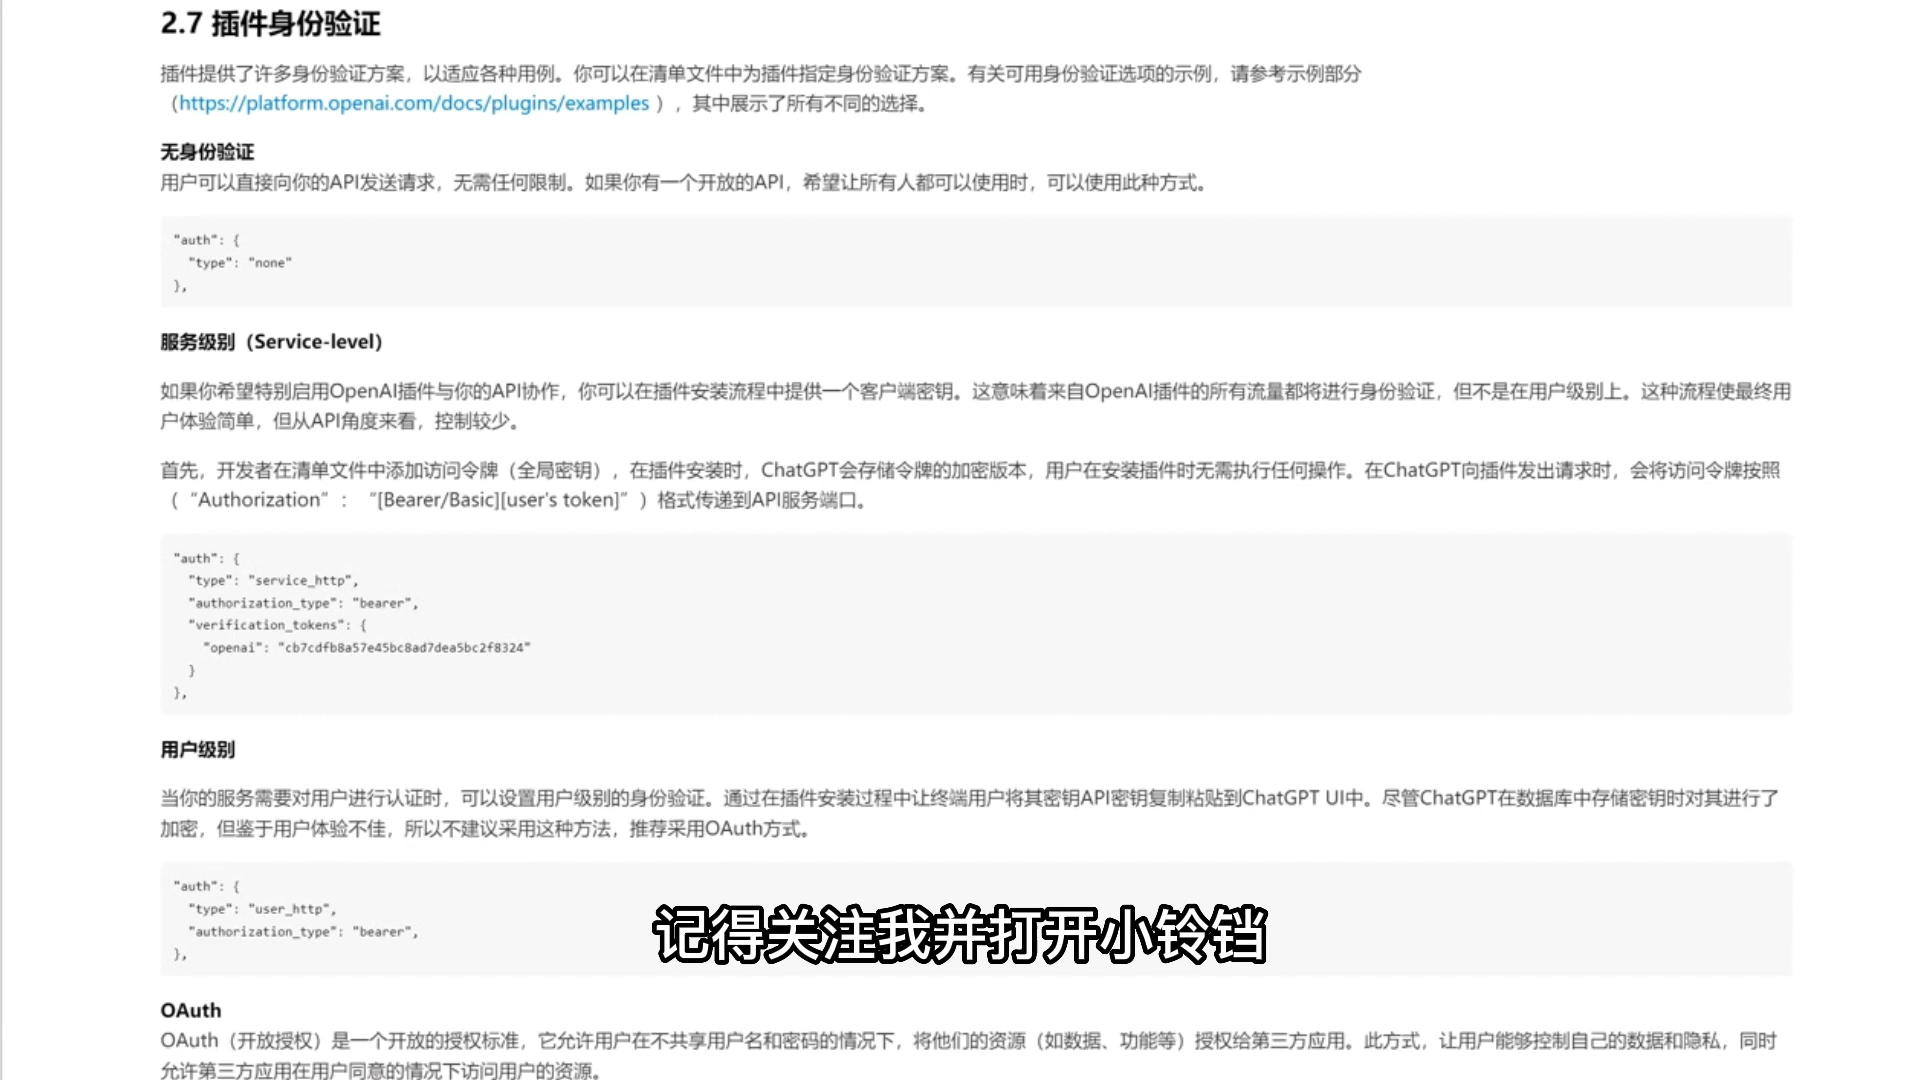 2.7 插件身份验证
插件提供了许多身份验证方案，以适应各种用例。你可以在清单文件中为插件指定身份验证方案。有关可用身份验证选项的示例，请参考示例部分
（https://platform.openai.com/docs/plugins/examples ），其中展示了所有不同的选择。
无身份验证
用户可以直接向你的API发送请求，无需任何限制。如果你有一个开放的API，希望让所有人都可以使用时，可以使用此种方式。
"auth": {
  "type": "none"
},
服务级别（Service-level）
如果你希望特别启用OpenAI插件与你的API协作，你可以在插件安装流程中提供一个客户端密钥。这意味着来自OpenAI插件的所有流量都将进行身份验证，但不是在用户级别上。这种流程使最终用
户体验简单，但从API角度来看，控制较少。
首先，开发者在清单文件中添加访问令牌（全局密钥），在插件安装时，ChatGPT会存储令牌的加密版本，用户在安装插件时无需执行任何操作。在ChatGPT向插件发出请求时，会将访问令牌按照
（“Authorization”：“[Bearer/Basic][user's token]”）格式传递到API服务端口。
"auth": {
  "type": "service_http",
  "authorization_type": "bearer",
  "verification_tokens": {
    "openai": "cb7cdfb8a57e45bc8ad7dea5bc2f8324"
  }
},
用户级别
当你的服务需要对用户进行认证时，可以设置用户级别的身份验证。通过在插件安装过程中让终端用户将其密钥API密钥复制粘贴到ChatGPT UI中。尽管ChatGPT在数据库中存储密钥时对其进行了
加密，但鉴于用户体验不佳，所以不建议采用这种方法，推荐采用OAuth方式。
"auth": {
  "type": "user_http",
  "authorization_type": "bearer",
},
记得关注我并打开小铃铛
OAuth
OAuth（开放授权）是一个开放的授权标准，它允许用户在不共享用户名和密码的情况下，将他们的资源（如数据、功能等）授权给第三方应用。此方式，让用户能够控制自己的数据和隐私，同时
允许第三方应用在用户同意的情况下访问用户的资源。